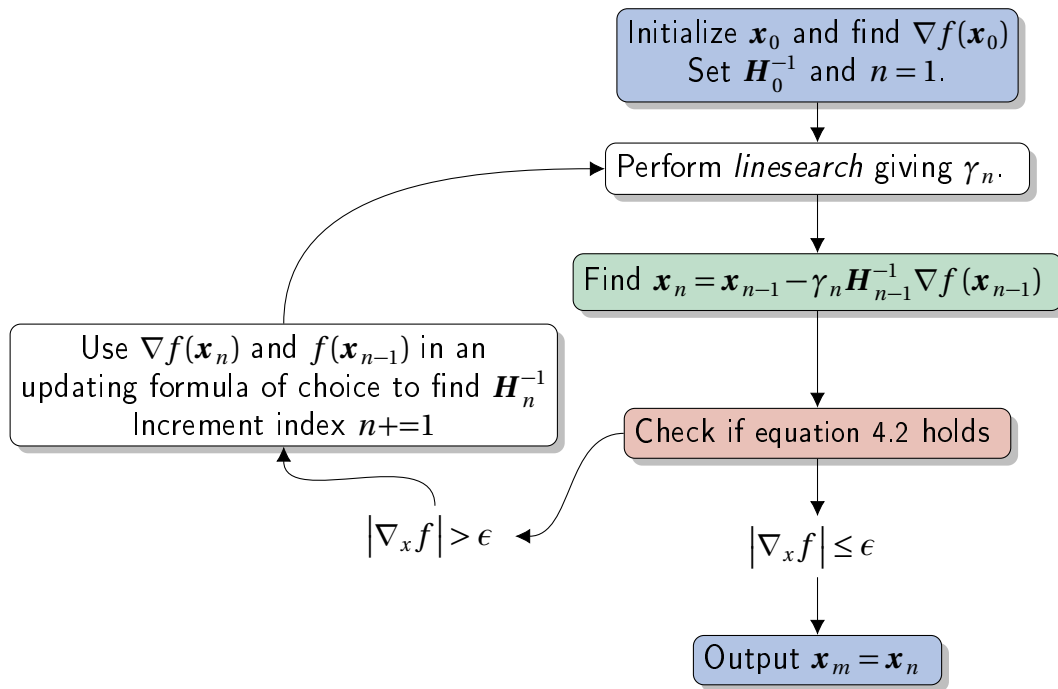 Initialize 𝒙₀ and find ∇f(𝒙₀)
Set 𝑯₀⁻¹ and n = 1.
Perform linesearch giving γₙ.
Find 𝒙ₙ = 𝒙ₙ₋₁ − γₙ𝑯ₙ₋₁⁻¹∇f(𝒙ₙ₋₁)
Use ∇f(𝒙ₙ) and f(𝒙ₙ₋₁) in an
updating formula of choice to find 𝑯ₙ⁻¹
Increment index n+=1
Check if equation 4.2 holds
|∇ₓf| > ϵ
|∇ₓf| ≤ ϵ
Output 𝒙ₘ = 𝒙ₙ